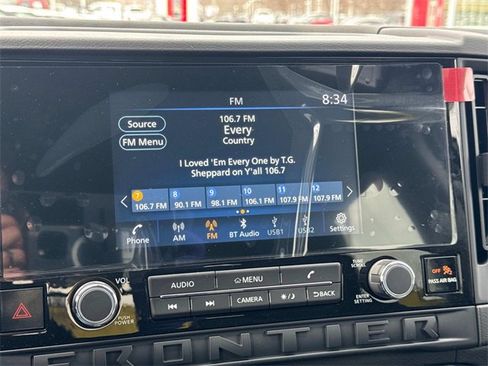 FM
8:34
Source
106.7 FM
Every
FM Menu
Country
I Loved 'Em Every One by T.G.
Sheppard on Y'all 106.7
7 8 9 10 11 12
106.7 FM 90.1 FM 98.1 FM 106.1 FM 107.9 FM 107.9 FM
Phone AM FM BT Audio USB1 USB2 Settings
VOL
AUDIO MENU
TUNE
SCROLL
CAMERA BACK
PUSH
POWER
ENTER
SETTING
OFF
PASS AIR BAG
FRONTIER